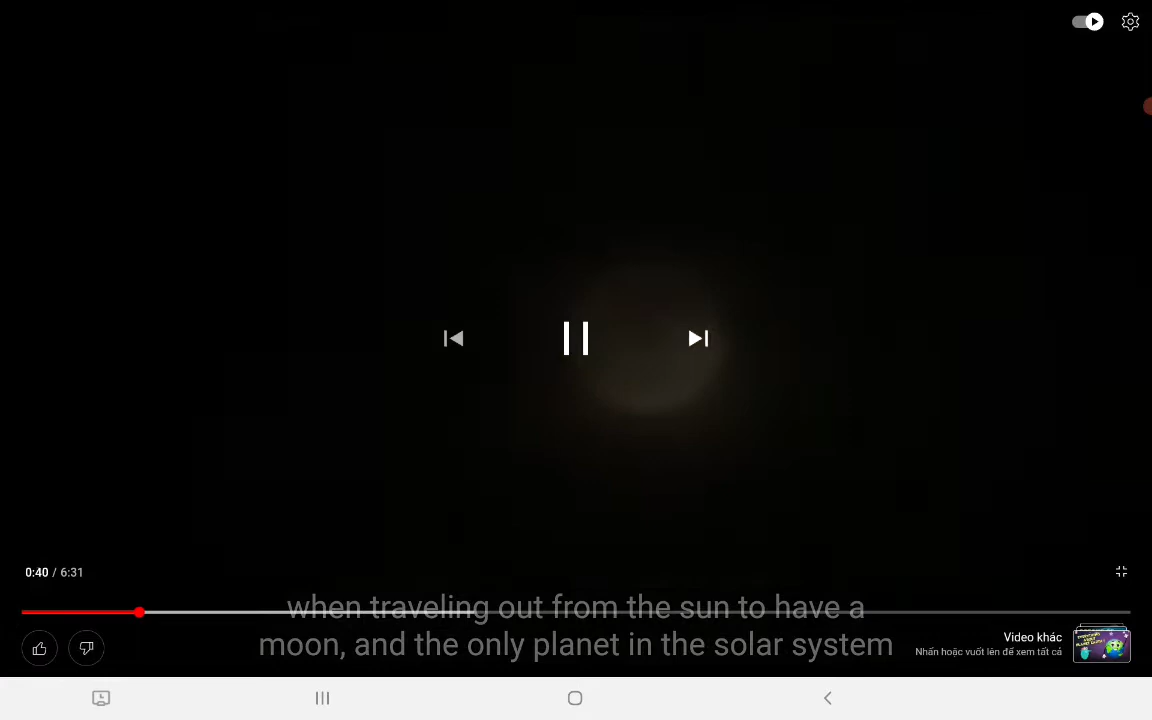 0:40 / 6:31
when traveling out from the sun to have a
moon, and the only planet in the solar system
Video khác
Nhấn hoặc vuốt lên để xem tất cả